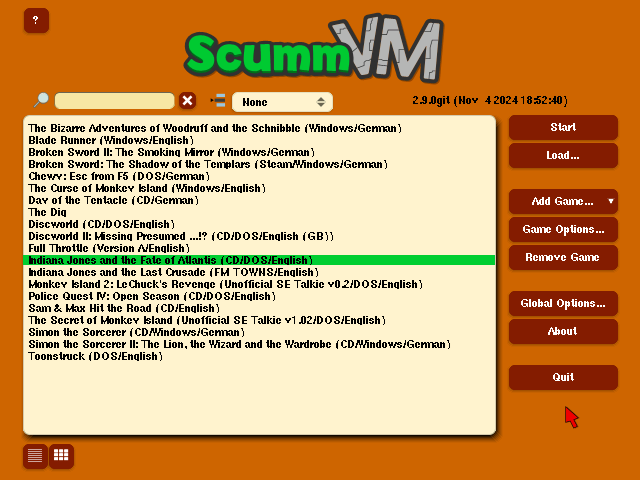 ?
ScummVM
None
2.9.0git (Nov 4 2024 18:52:40)
The Bizarre Adventures of Woodruff and the Schnibble (Windows/German)
Blade Runner (Windows/English)
Broken Sword II: The Smoking Mirror (Windows/German)
Broken Sword: The Shadow of the Templars (Steam/Windows/German)
Chewy: Esc from F5 (DOS/German)
The Curse of Monkey Island (Windows/English)
Day of the Tentacle (CD/German)
The Dig
Discworld (CD/DOS/English)
Discworld II: Missing Presumed ...!? (CD/DOS/English (GB))
Full Throttle (Version A/English)
Indiana Jones and the Fate of Atlantis (CD/DOS/English)
Indiana Jones and the Last Crusade (FM-TOWNS/English)
Monkey Island 2: LeChuck's Revenge (Unofficial SE Talkie v0.2/DOS/English)
Police Quest IV: Open Season (CD/DOS/English)
Sam & Max Hit the Road (CD/English)
The Secret of Monkey Island (Unofficial SE Talkie v1.02/DOS/English)
Simon the Sorcerer (CD/Windows/German)
Simon the Sorcerer II: The Lion, the Wizard and the Wardrobe (CD/Windows/German)
Toonstruck (DOS/English)
Start
Load...
Add Game...
Game Options...
Remove Game
Global Options...
About
Quit